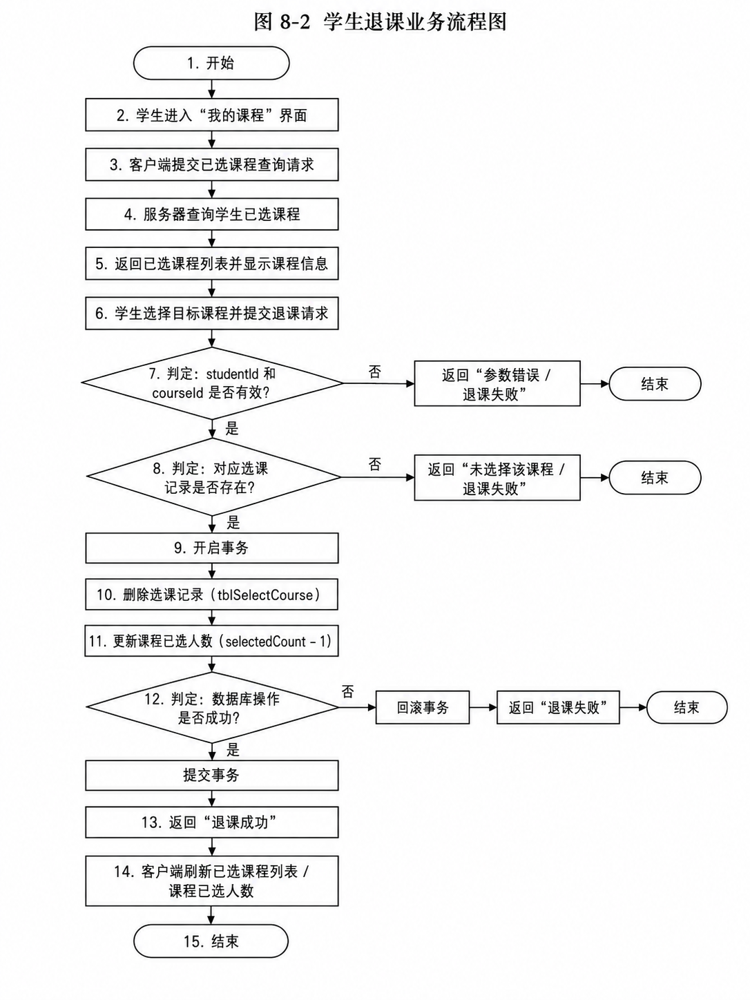 图 8-2 学生退课业务流程图
1. 开始
2. 学生进入“我的课程”界面
3. 客户端提交已选课程查询请求
4. 服务器查询学生已选课程
5. 返回已选课程列表并显示课程信息
6. 学生选择目标课程并提交退课请求
7. 判定：studentId 和
courseId 是否有效？
否
返回“参数错误 /
退课失败”
结束
是
8. 判定：对应选课
记录是否存在？
否
返回“未选择该课程 /
退课失败”
结束
是
9. 开启事务
10. 删除选课记录（tblSelectCourse）
11. 更新课程已选人数（selectedCount - 1）
12. 判定：数据库操作
是否成功？
否
回滚事务
返回“退课失败”
结束
是
提交事务
13. 返回“退课成功”
14. 客户端刷新已选课程列表 /
课程已选人数
15. 结束